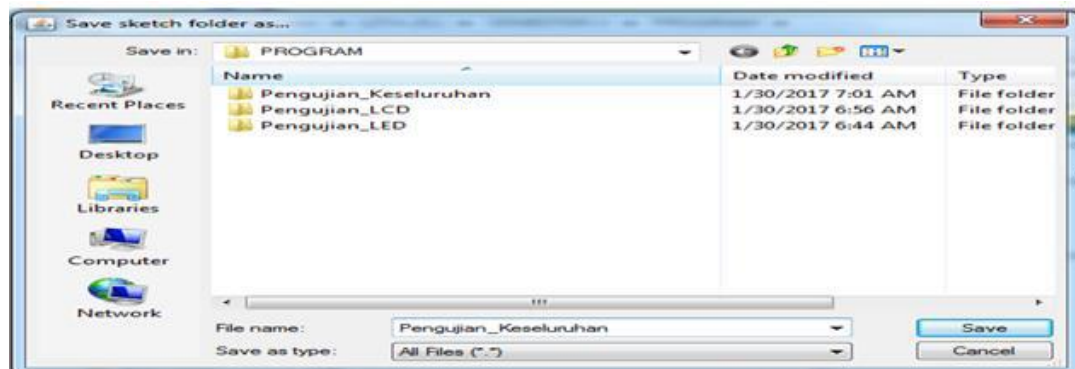 Save sketch folder as...
Save in: PROGRAM
Name Date modified Type
Pengujian_Keseluruhan 1/30/2017 7:01 AM File folder
Pengujian_LCD 1/30/2017 6:56 AM File folder
Pengujian_LED 1/30/2017 6:44 AM File folder
Recent Places
Desktop
Libraries
Computer
Network
File name: Pengujian_Keseluruhan Save
Save as type: All Files (*.*) Cancel